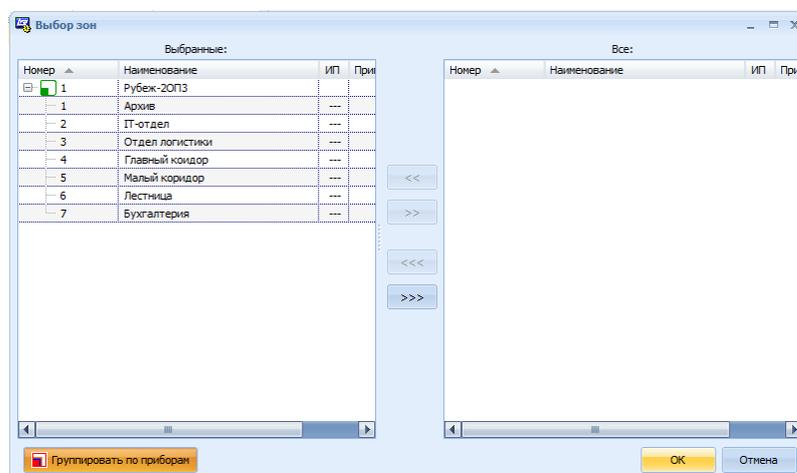 Выбор зон
Выбранные: Все:
Номер Наименование ИП При Номер Наименование ИП При
1 Рубеж-2ОПЗ
1 Архив ---
2 IT-отдел ---
3 Отдел логистики ---
4 Главный коидор ---
5 Малый коридор ---
6 Лестница ---
7 Бухгалтерия ---
<<
>>
<<<
>>>
Группировать по приборам OK Отмена